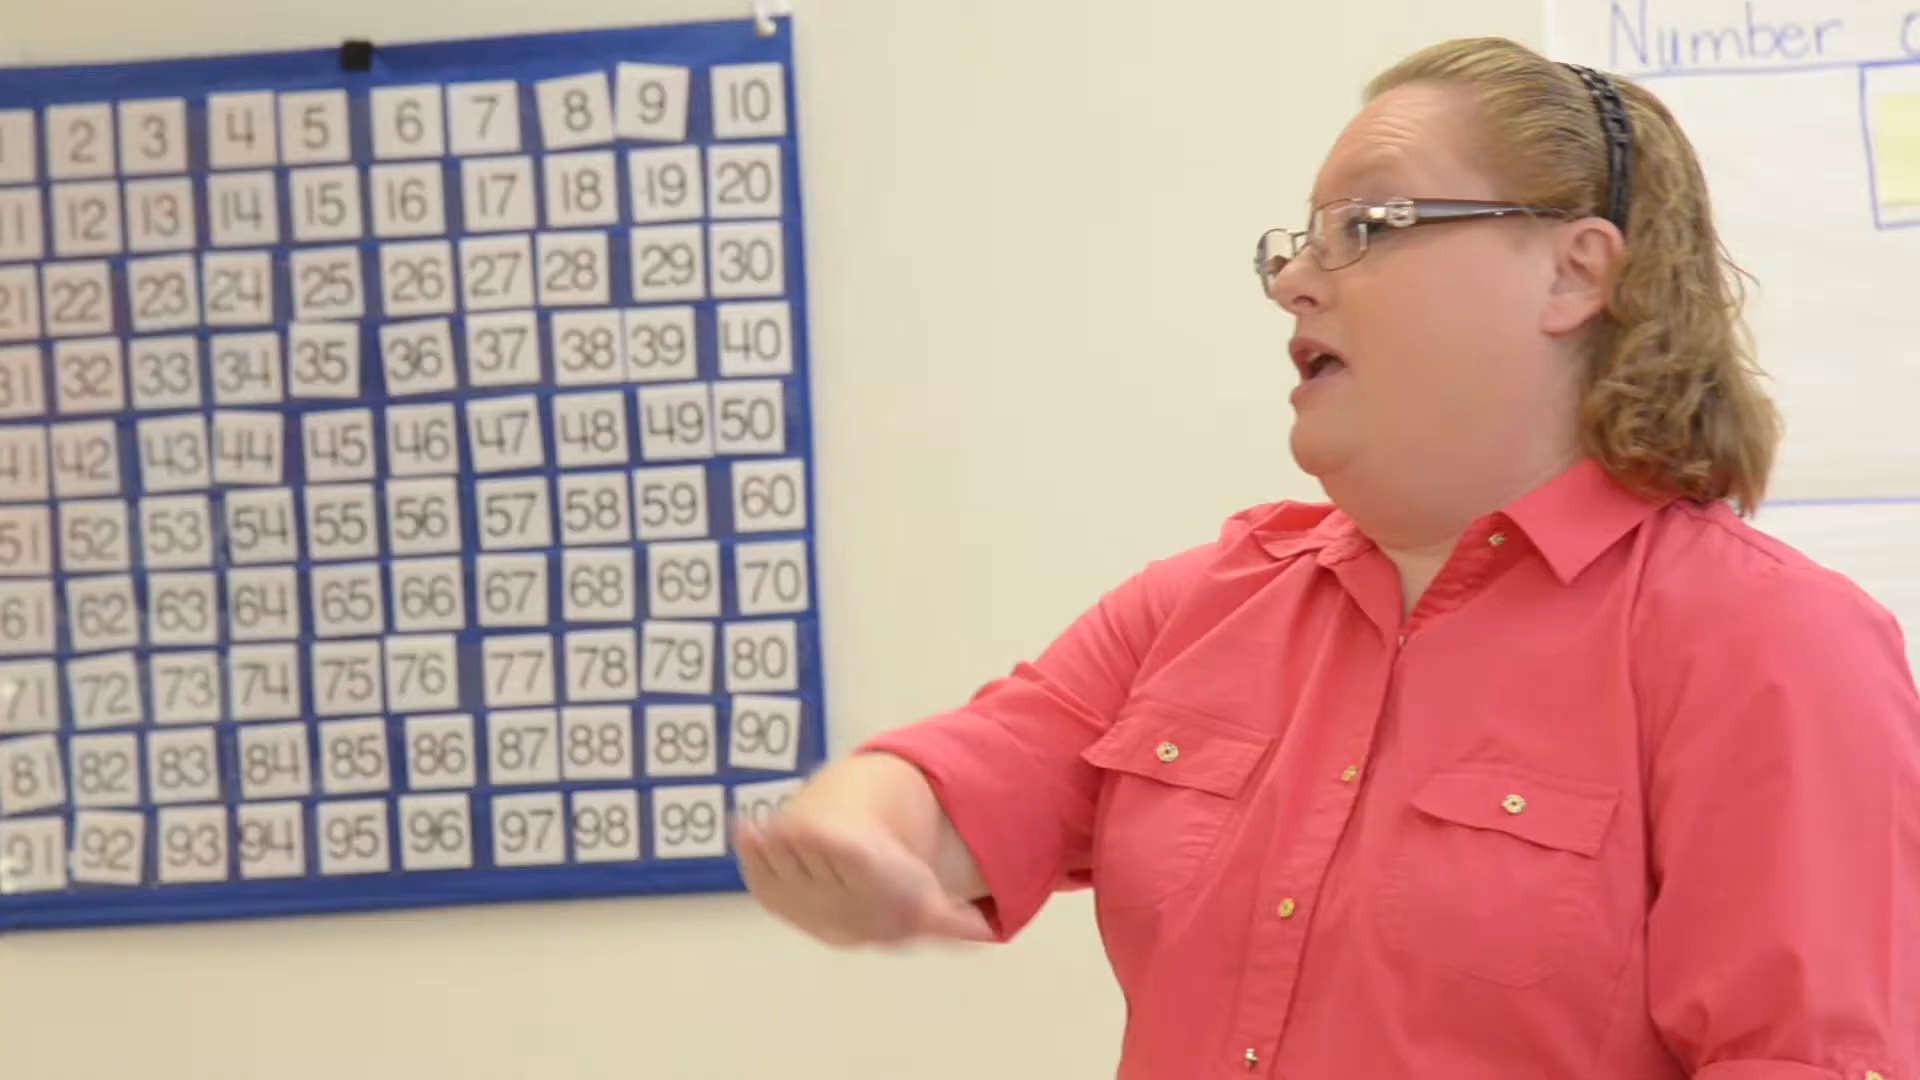 1 2 3 4 5 6 7 8 9 10
11 12 13 14 15 16 17 18 19 20
21 22 23 24 25 26 27 28 29 30
31 32 33 34 35 36 37 38 39 40
41 42 43 44 45 46 47 48 49 50
51 52 53 54 55 56 57 58 59 60
61 62 63 64 65 66 67 68 69 70
71 72 73 74 75 76 77 78 79 80
81 82 83 84 85 86 87 88 89 90
91 92 93 94 95 96 97 98 99 100
Number